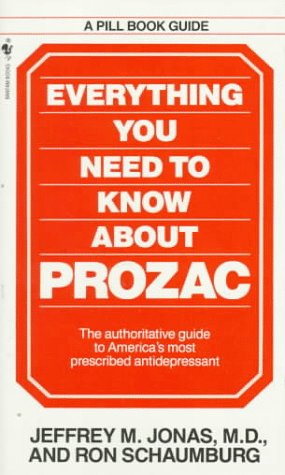 A PILL BOOK GUIDE
EVERYTHING
YOU
NEED TO
KNOW
ABOUT
PROZAC
The authoritative guide
to America's most
prescribed antidepressant
JEFFREY M. JONAS, M.D.,
AND RON SCHAUMBURG